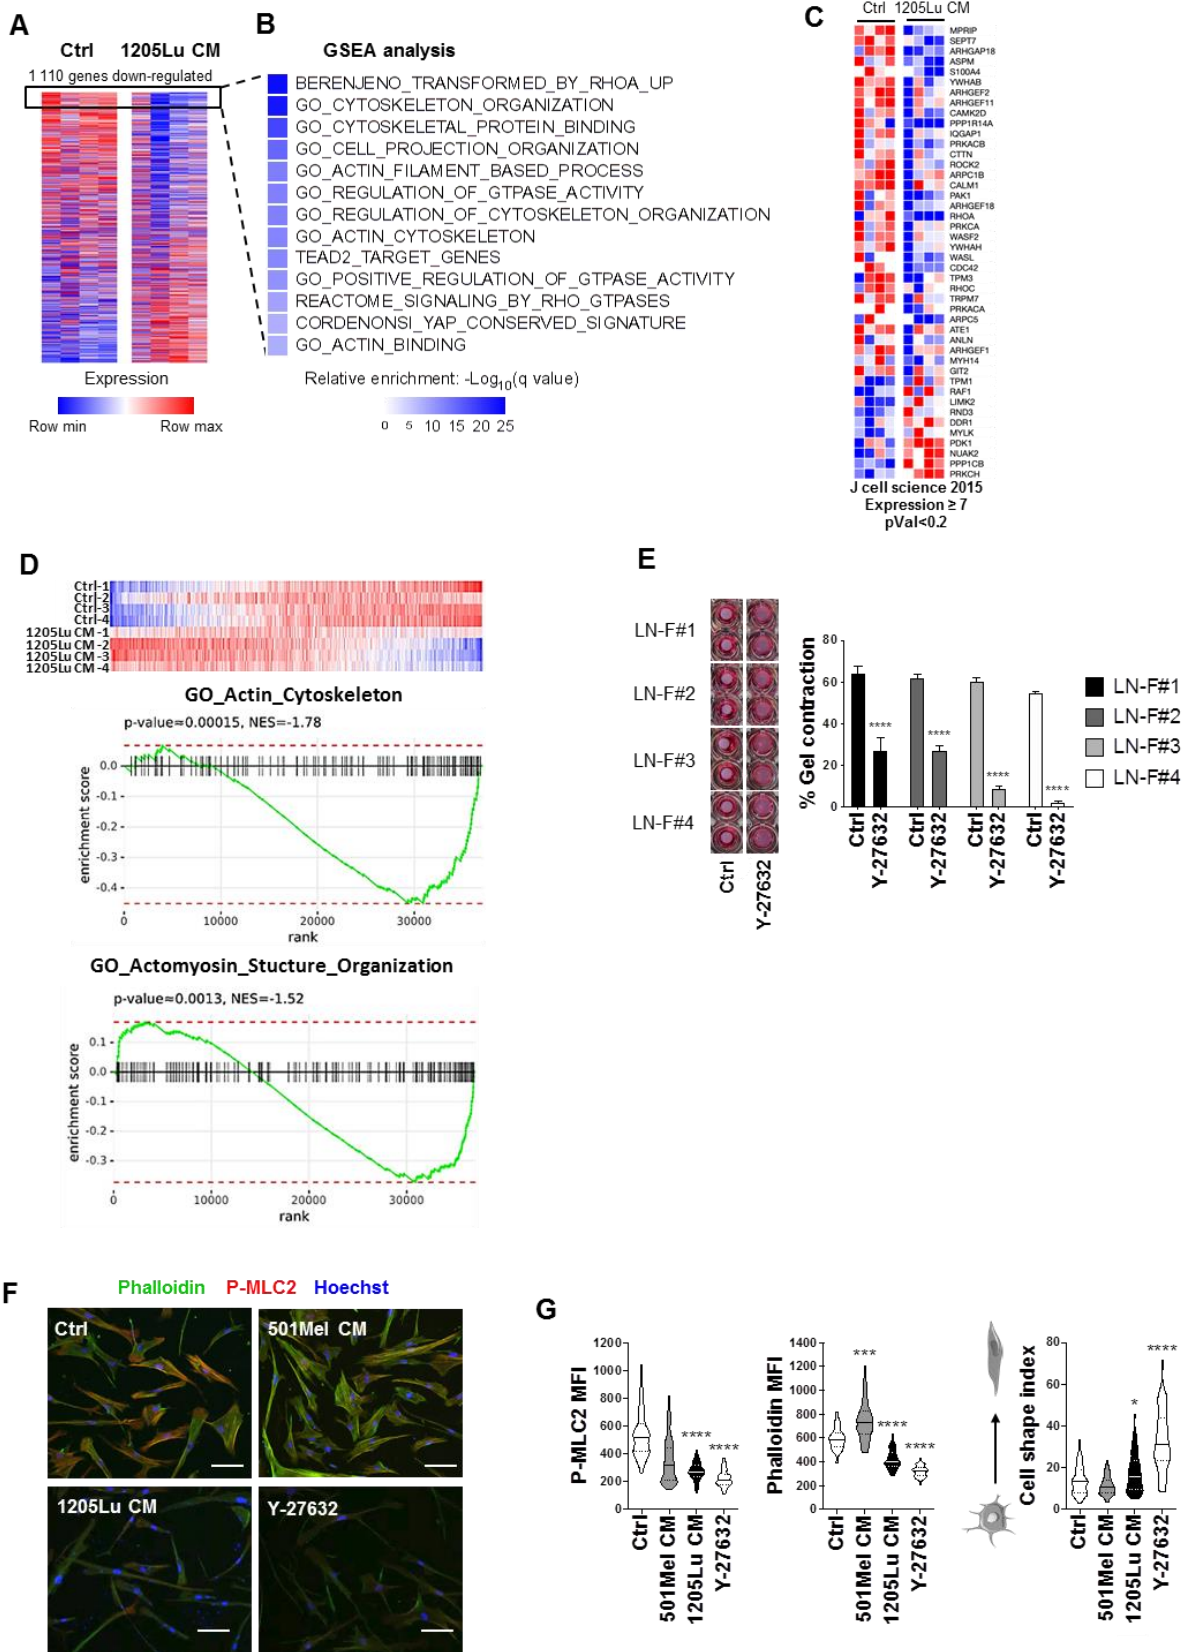 A
Ctrl 1205Lu CM
1 110 genes down-regulated
Expression
Row min Row max
B
GSEA analysis
BERENJENO_TRANSFORMED_BY_RHOA_UP
GO_CYTOSKELETON_ORGANIZATION
GO_CYTOSKELETAL_PROTEIN_BINDING
GO_CELL_PROJECTION_ORGANIZATION
GO_ACTIN_FILAMENT_BASED_PROCESS
GO_REGULATION_OF_GTPASE_ACTIVITY
GO_REGULATION_OF_CYTOSKELETON_ORGANIZATION
GO_ACTIN_CYTOSKELETON
TEAD2_TARGET_GENES
GO_POSITIVE_REGULATION_OF_GTPASE_ACTIVITY
REACTOME_SIGNALING_BY_RHO_GTPASES
CORDENONSI_YAP_CONSERVED_SIGNATURE
GO_ACTIN_BINDING
Relative enrichment: -Log10(q value)
0 5 10 15 20 25
C
Ctrl 1205Lu CM
MPRIP
SEPT7
ARHGAP18
ASPM
S100A4
YWHAB
ARHGEF2
ARHGEF11
CAMK2D
PPP1R14A
IQGAP1
PRKACB
CTTN
ROCK2
ARPC1B
CALM1
PAK1
ARHGEF18
RHOA
PRKCA
WASF2
YWHAH
WASL
CDC42
TPM3
RHOC
TRPM7
PRKACA
ARPC5
ATE1
ANLN
ARHGEF1
MYH14
GIT2
TPM1
RAF1
LIMK2
RND3
DDR1
MYLK
PDK1
NUAK2
PPP1CB
PRKCH
J cell science 2015
Expression ≥ 7
pVal<0.2
D
Ctrl-1
Ctrl-2
Ctrl-3
Ctrl-4
1205Lu CM -1
1205Lu CM -2
1205Lu CM -3
1205Lu CM -4
GO_Actin_Cytoskeleton
p-value=0.00015, NES=-1.78
enrichment score
0.0
-0.1
-0.2
-0.3
-0.4
0 10000 20000 30000
rank
GO_Actomyosin_Stucture_Organization
p-value=0.0013, NES=-1.52
enrichment score
0.1
0.0
-0.1
-0.2
-0.3
0 10000 20000 30000
rank
E
LN-F#1
LN-F#2
LN-F#3
LN-F#4
Ctrl Y-27632
% Gel contraction
80
60
40
20
0
**** **** **** ****
Ctrl Y-27632 Ctrl Y-27632 Ctrl Y-27632 Ctrl Y-27632
LN-F#1
LN-F#2
LN-F#3
LN-F#4
F
Phalloidin P-MLC2 Hoechst
Ctrl 501Mel CM
1205Lu CM Y-27632
G
P-MLC2 MFI
1200
1000
800
600
400
200
0
**** ****
Ctrl 501Mel CM 1205Lu CM Y-27632
Phalloidin MFI
1400
1200
1000
800
600
400
200
0
*** **** ****
Ctrl 501Mel CM 1205Lu CM Y-27632
Cell shape index
80
60
40
20
0
* ****
Ctrl 501Mel CM 1205Lu CM Y-27632